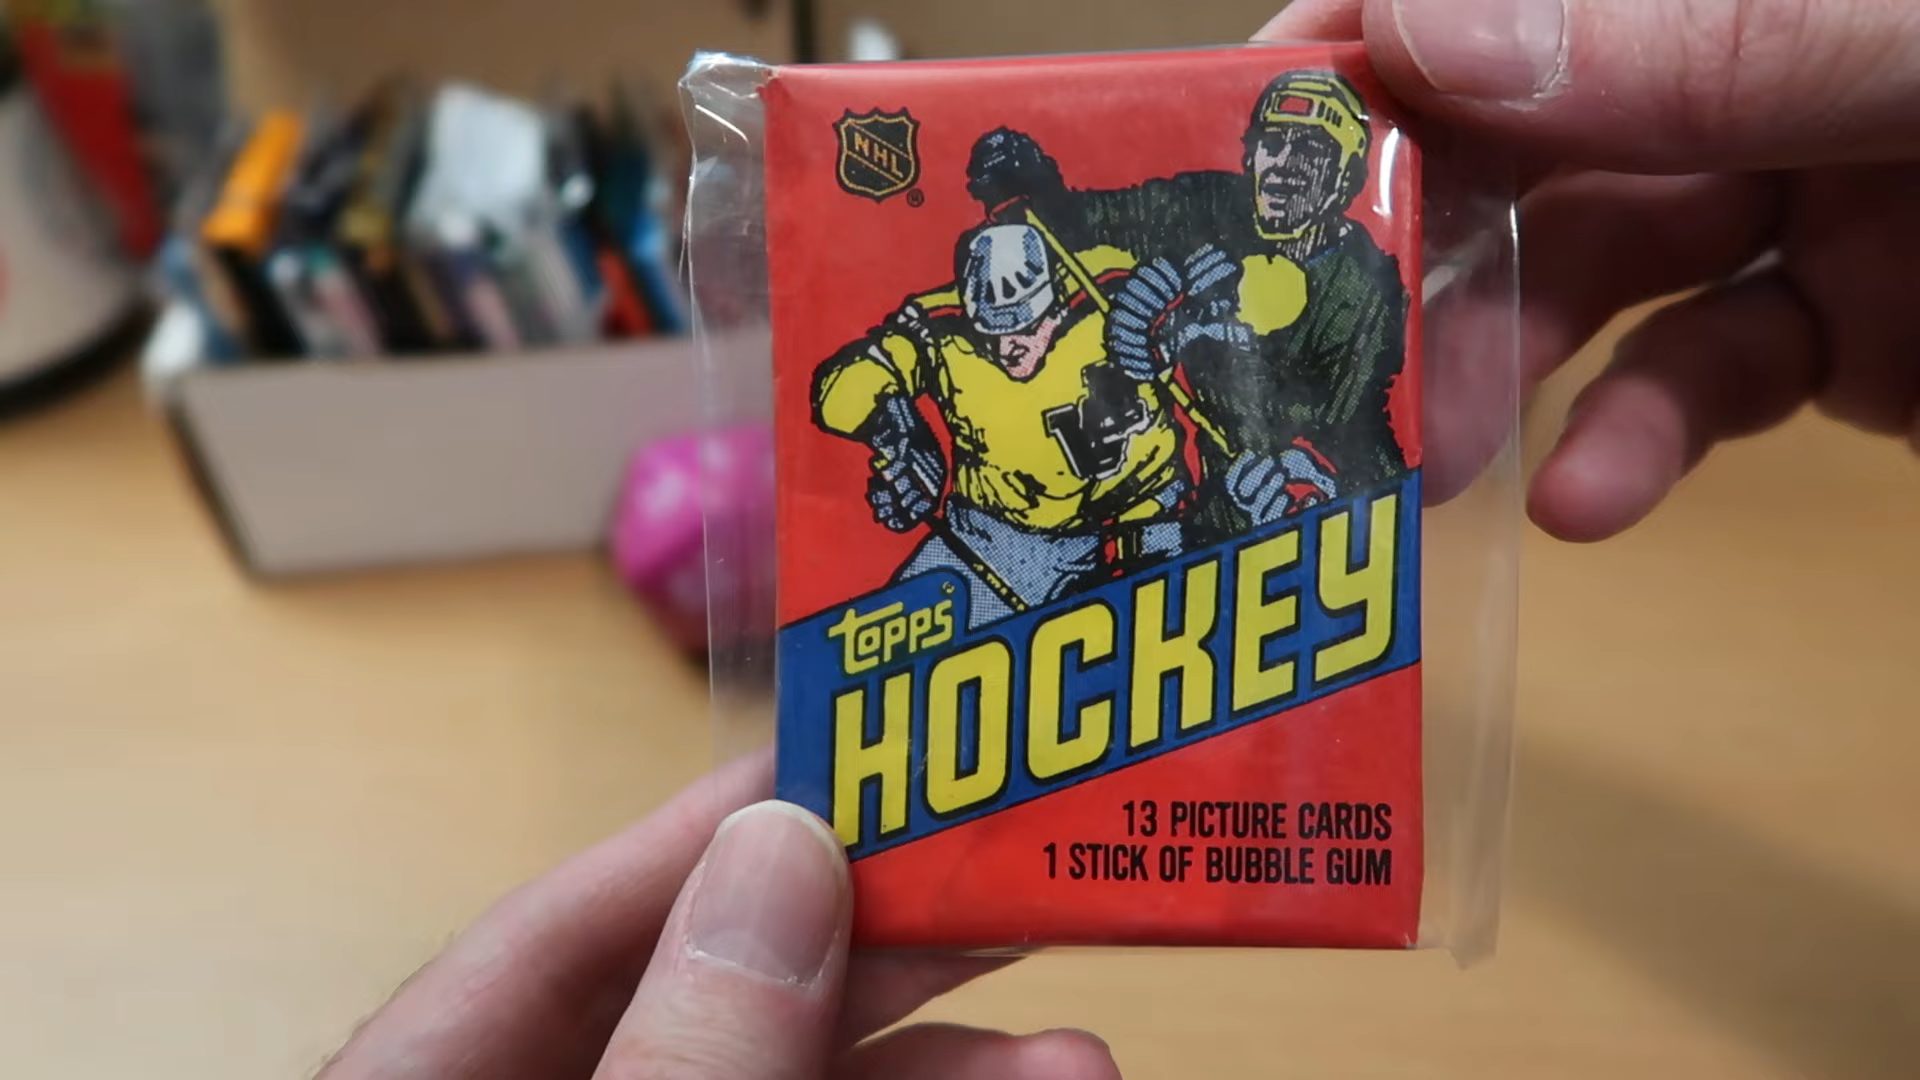 NHL
®
topps®
HOCKEY
13 PICTURE CARDS
1 STICK OF BUBBLE GUM